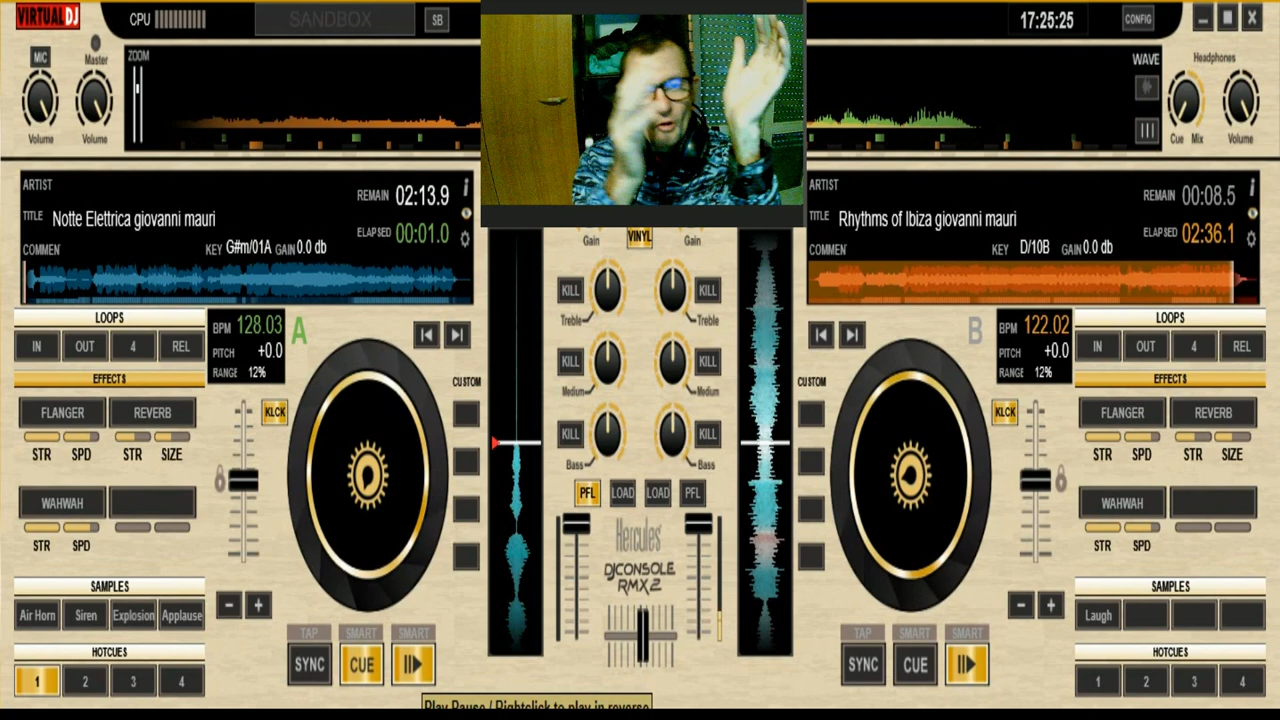 VIRTUAL DJ
CPU
SANDBOX
SB
17:25:25
CONFIG
MIC
Master
Volume
Volume
ZOOM
WAVE
Headphones
Cue
Mix
Volume
ARTIST
REMAIN 02:13.9
TITLE Notte Elettrica giovanni mauri
ELAPSED 00:01.0
COMMEN
KEY G#m/01A GAIN 0.0 db
ARTIST
REMAIN 00:08.5
TITLE Rhythms of Ibiza giovanni mauri
ELAPSED 02:36.1
COMMEN
KEY D/10B GAIN 0.0 db
Gain
VINYL
Gain
KILL
KILL
Treble
Treble
KILL
KILL
Medium
Medium
KILL
KILL
Bass
Bass
PFL
LOAD
LOAD
PFL
Hercules
DJCONSOLE
RMX2
LOOPS
IN
OUT
4
REL
EFFECTS
FLANGER
REVERB
STR
SPD
STR
SIZE
WAHWAH
STR
SPD
SAMPLES
Air Horn
Siren
Explosion
Applause
HOTCUES
1
2
3
4
BPM 128.03
PITCH +0.0
RANGE 12%
A
KLCK
CUSTOM
-
+
TAP
SMART
SMART
SYNC
CUE
Play Pause / Rightclick to play in reverse
CUSTOM
B
BPM 122.02
PITCH +0.0
RANGE 12%
KLCK
-
+
TAP
SMART
SMART
SYNC
CUE
LOOPS
IN
OUT
4
REL
EFFECTS
FLANGER
REVERB
STR
SPD
STR
SIZE
WAHWAH
STR
SPD
SAMPLES
Laugh
HOTCUES
1
2
3
4